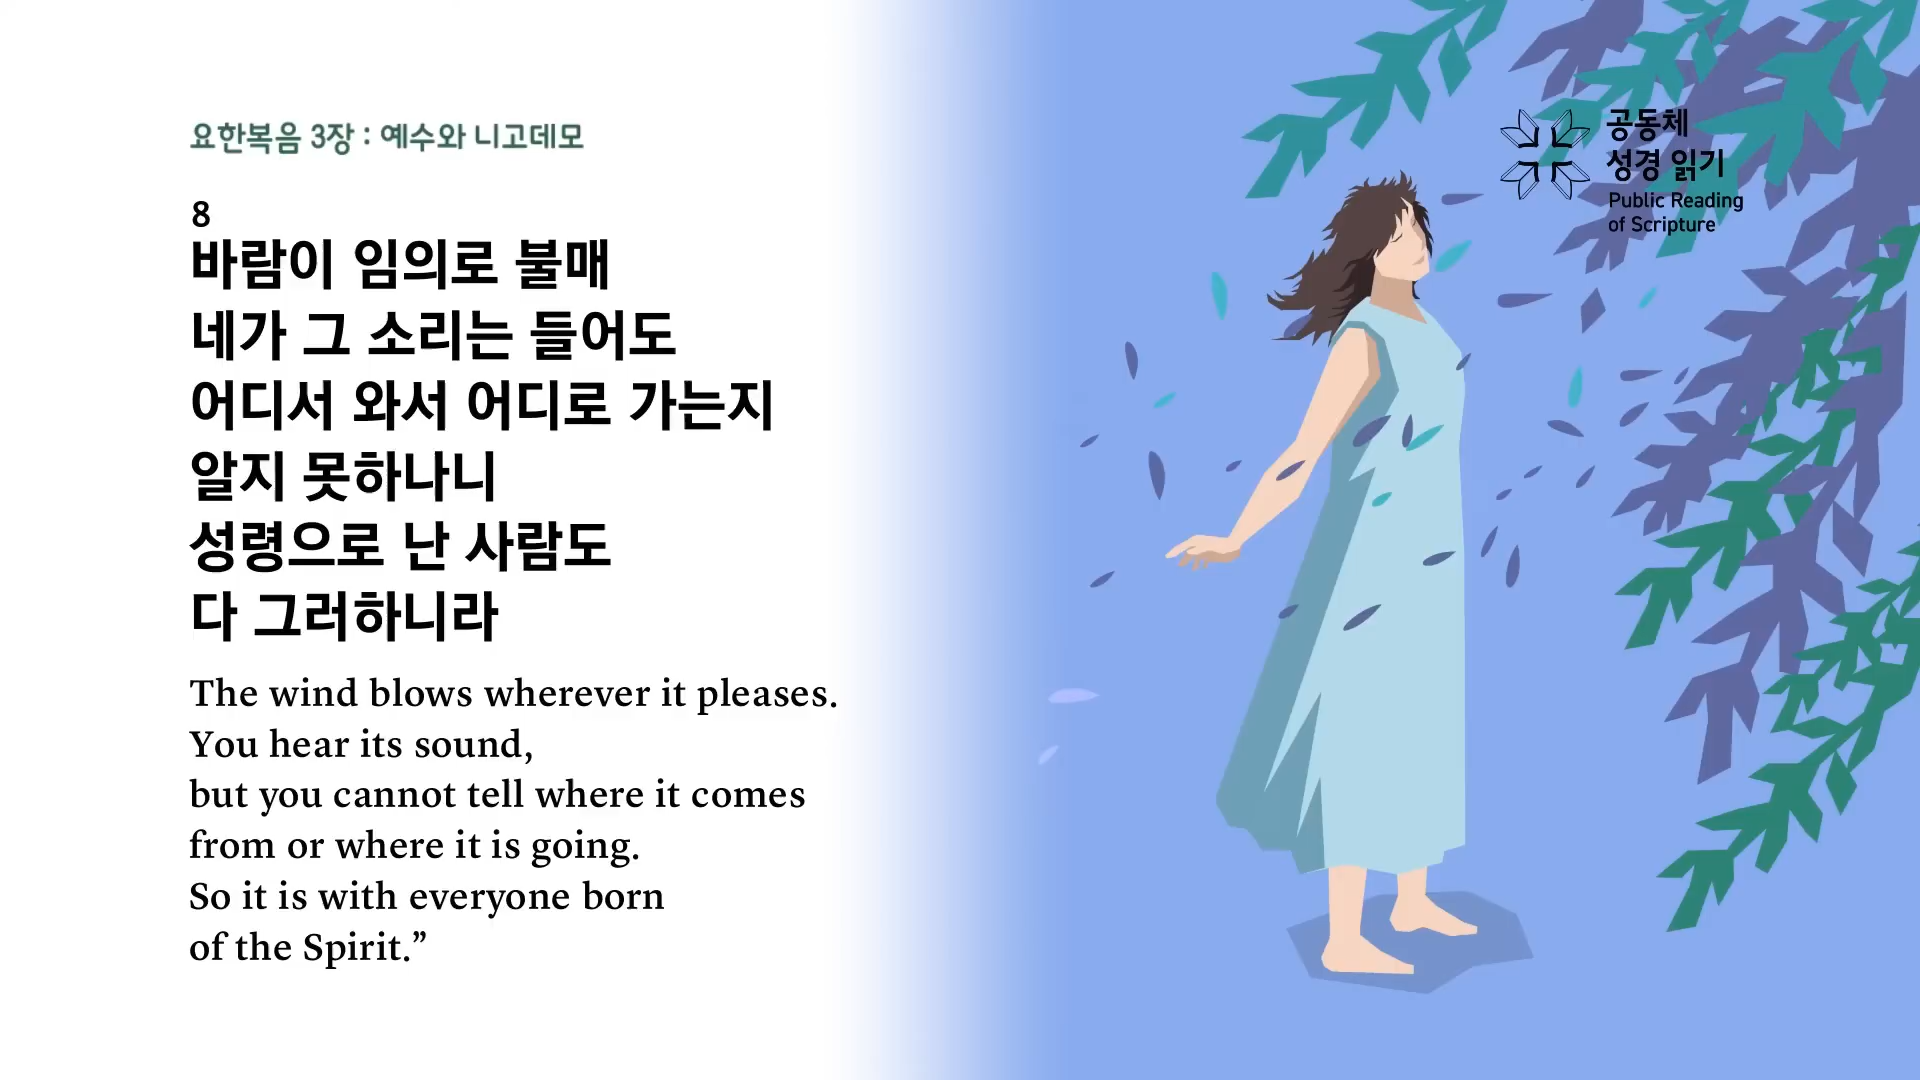 요한복음 3장 : 예수와 니고데모
8
바람이 임의로 불매
네가 그 소리는 들어도
어디서 와서 어디로 가는지
알지 못하나니
성령으로 난 사람도
다 그러하니라
The wind blows wherever it pleases.
You hear its sound,
but you cannot tell where it comes
from or where it is going.
So it is with everyone born
of the Spirit.”
공동체
성경 읽기
Public Reading
of Scripture